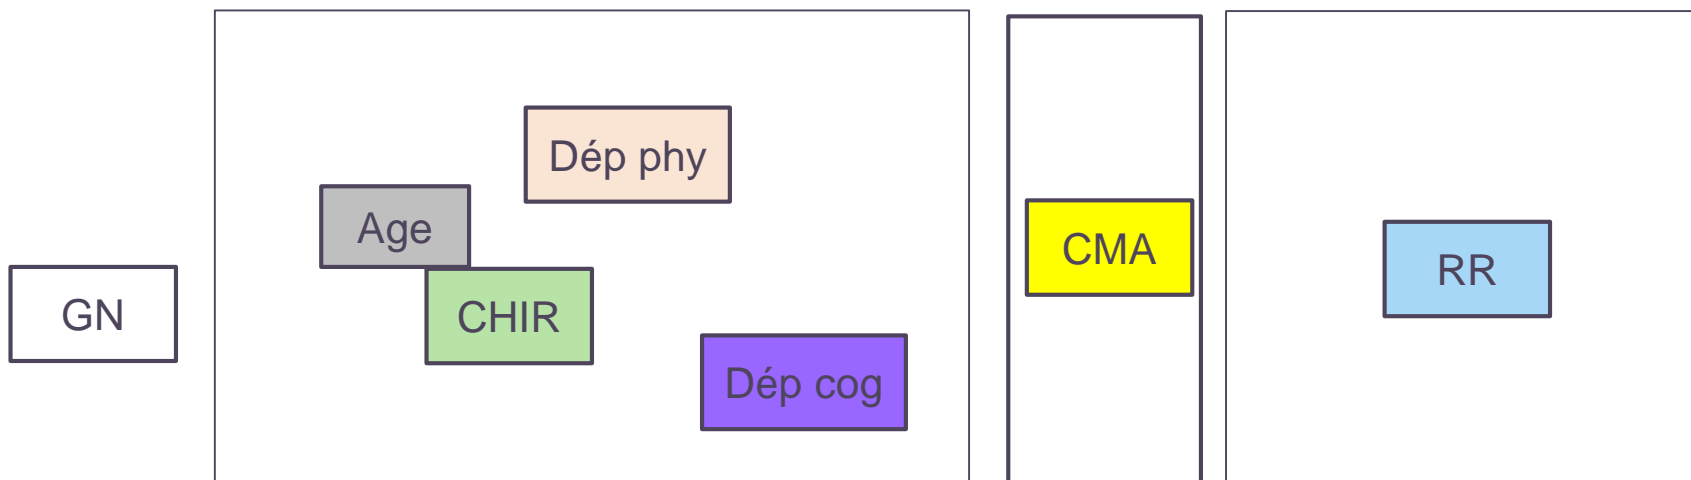 GN
Age
Dép phy
CHIR
Dép cog
CMA
RR